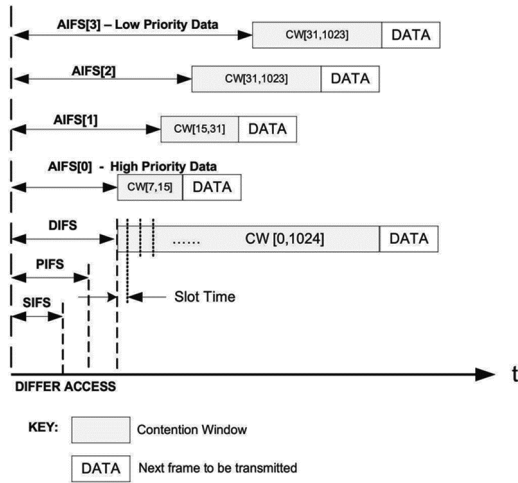 AIFS[3] – Low Priority Data
CW[31,1023] DATA
AIFS[2]
CW[31,1023] DATA
AIFS[1]
CW[15,31] DATA
AIFS[0] - High Priority Data
CW[7,15] DATA
DIFS
...... CW [0,1024] DATA
PIFS
Slot Time
SIFS
t
DIFFER ACCESS
KEY: Contention Window
DATA Next frame to be transmitted